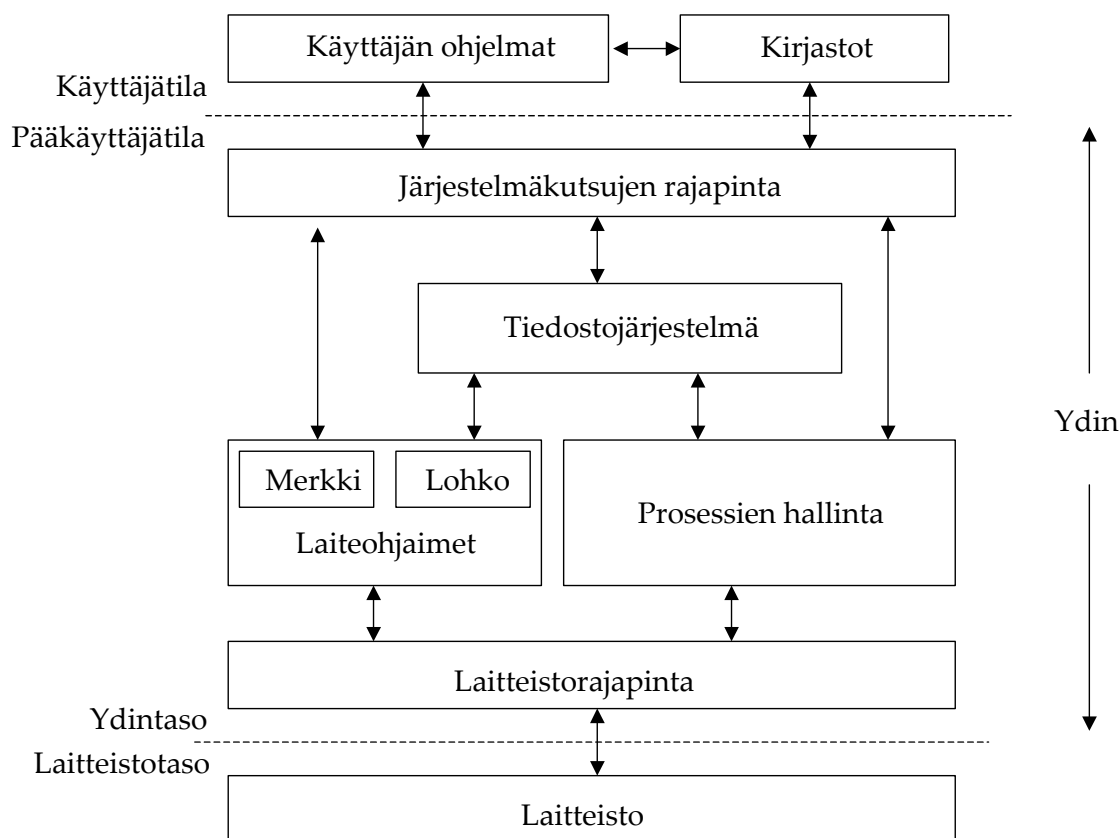 Käyttäjän ohjelmat
Kirjastot
Käyttäjätila
Pääkäyttäjätila
Järjestelmäkutsujen rajapinta
Tiedostojärjestelmä
Ydin
Merkki
Lohko
Laiteohjaimet
Prosessien hallinta
Laitteistorajapinta
Ydintaso
Laitteistotaso
Laitteisto